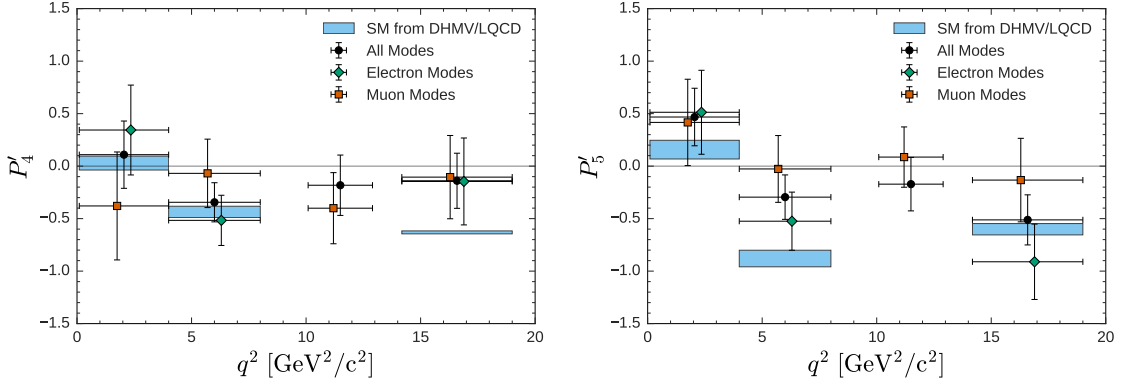 1.5
1.0
0.5
0.0
−0.5
−1.0
−1.5
0
5
10
15
20
P′4
q² [GeV²/c²]
SM from DHMV/LQCD
All Modes
Electron Modes
Muon Modes
1.5
1.0
0.5
0.0
−0.5
−1.0
−1.5
0
5
10
15
20
P′5
q² [GeV²/c²]
SM from DHMV/LQCD
All Modes
Electron Modes
Muon Modes